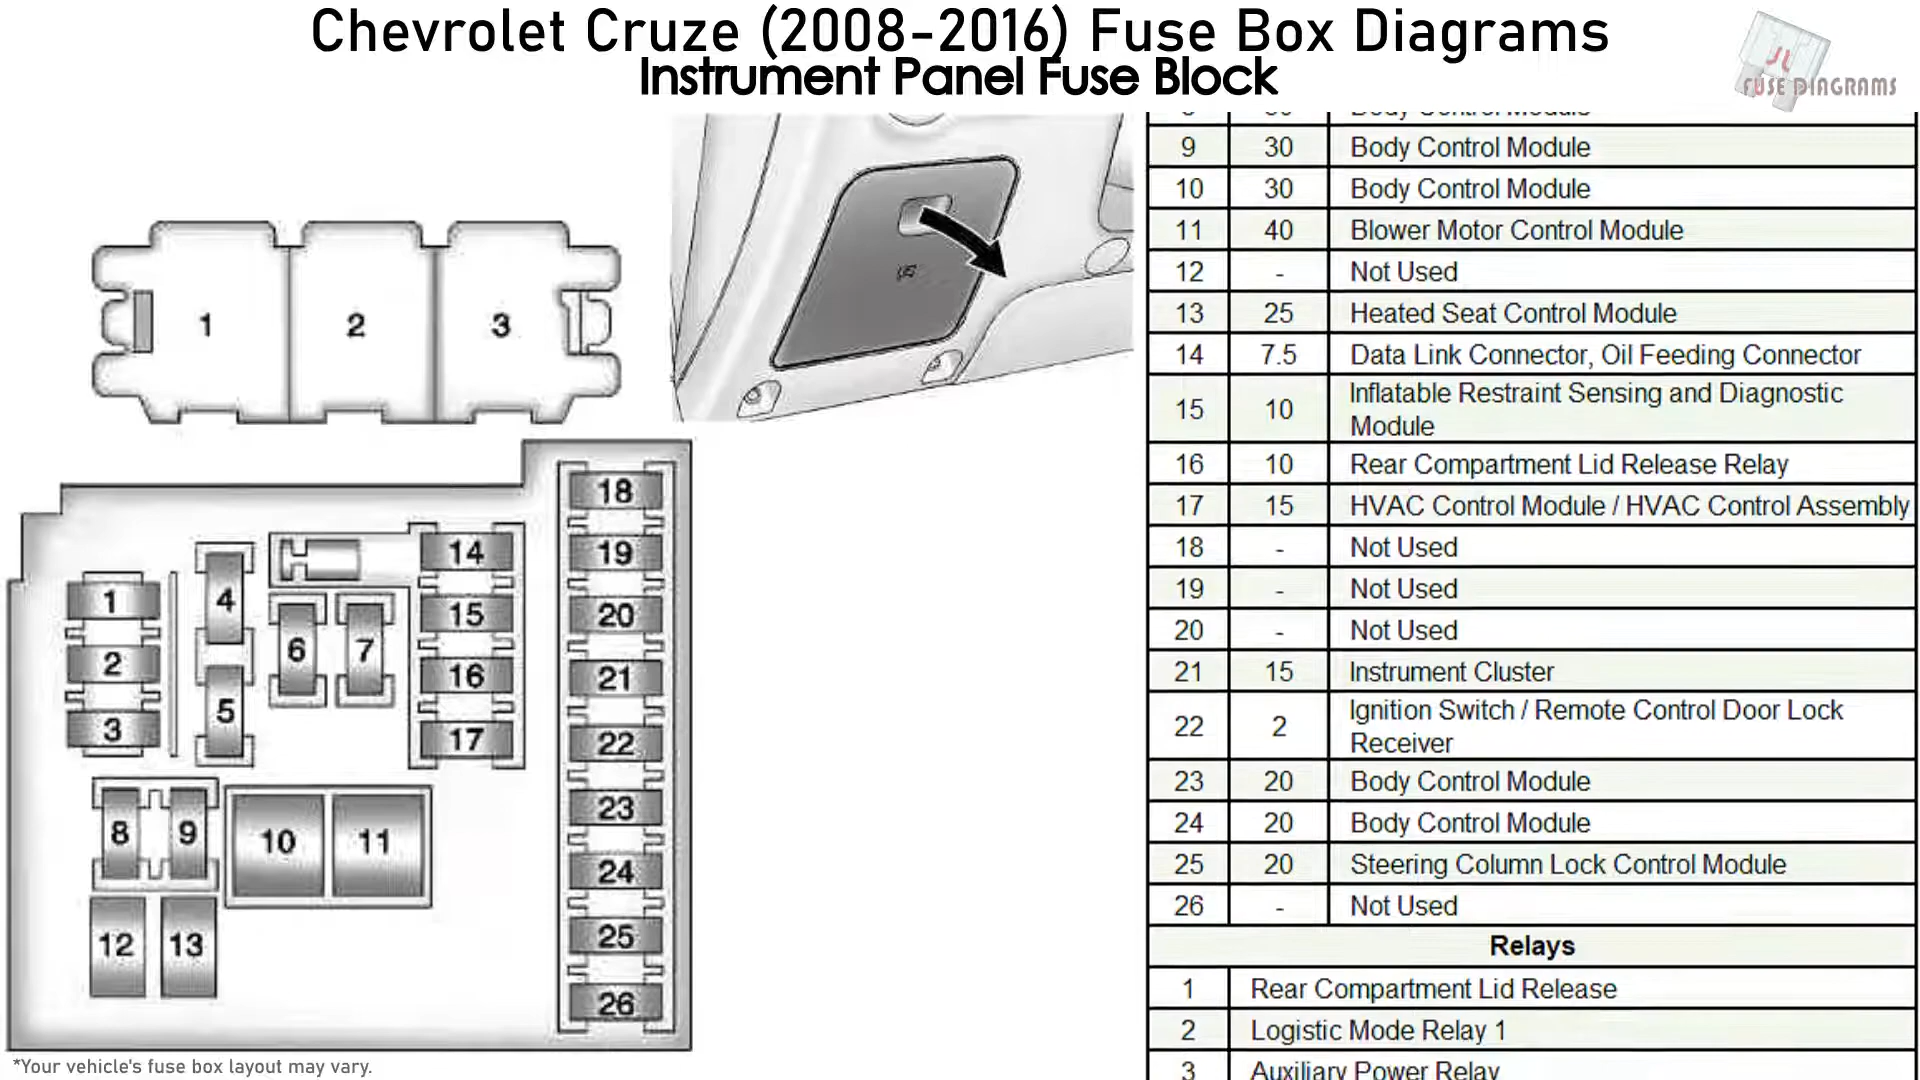 Chevrolet Cruze (2008-2016) Fuse Box Diagrams
Instrument Panel Fuse Block
JL
FUSE DIAGRAMS
1 2 3
1
2
3
4
5
6 7
8 9
10 11
12 13
14
15
16
17
18
19
20
21
22
23
24
25
26
*Your vehicle's fuse box layout may vary.
Body Control Module
9 30 Body Control Module
10 30 Body Control Module
11 40 Blower Motor Control Module
12 - Not Used
13 25 Heated Seat Control Module
14 7.5 Data Link Connector, Oil Feeding Connector
15 10 Inflatable Restraint Sensing and Diagnostic
Module
16 10 Rear Compartment Lid Release Relay
17 15 HVAC Control Module / HVAC Control Assembly
18 - Not Used
19 - Not Used
20 - Not Used
21 15 Instrument Cluster
22 2 Ignition Switch / Remote Control Door Lock
Receiver
23 20 Body Control Module
24 20 Body Control Module
25 20 Steering Column Lock Control Module
26 - Not Used
Relays
1 Rear Compartment Lid Release
2 Logistic Mode Relay 1
3 Auxiliary Power Relay